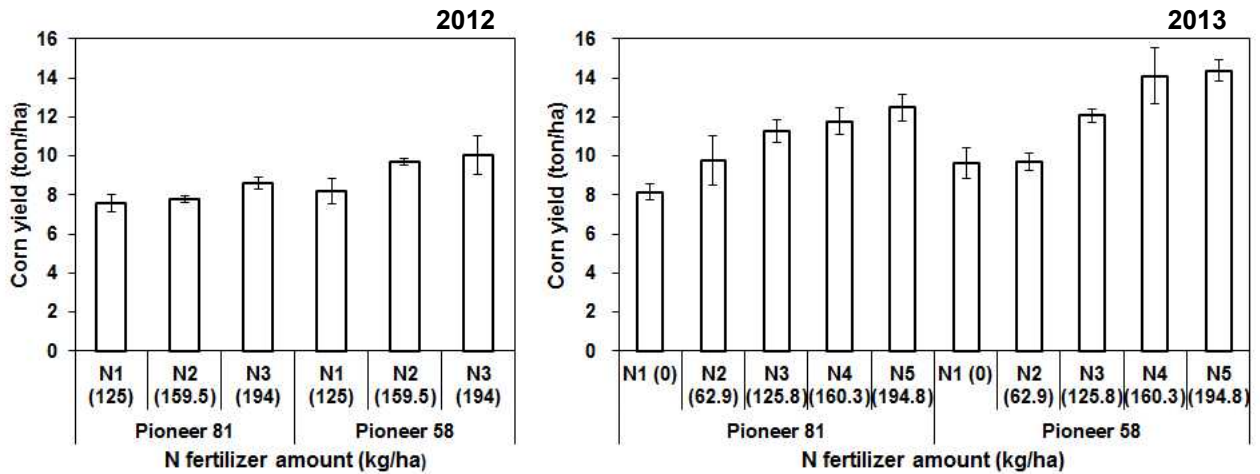 2012
Corn yield (ton/ha)
16
14
12
10
8
6
4
2
0
N1 N2 N3 N1 N2 N3
(125) (159.5) (194) (125) (159.5) (194)
Pioneer 81 Pioneer 58
N fertilizer amount (kg/ha)
2013
Corn yield (ton/ha)
16
14
12
10
8
6
4
2
0
N1 (0) N2 N3 N4 N5 N1 (0) N2 N3 N4 N5
(62.9) (125.8) (160.3) (194.8) (62.9) (125.8) (160.3) (194.8)
Pioneer 81 Pioneer 58
N fertilizer amount (kg/ha)